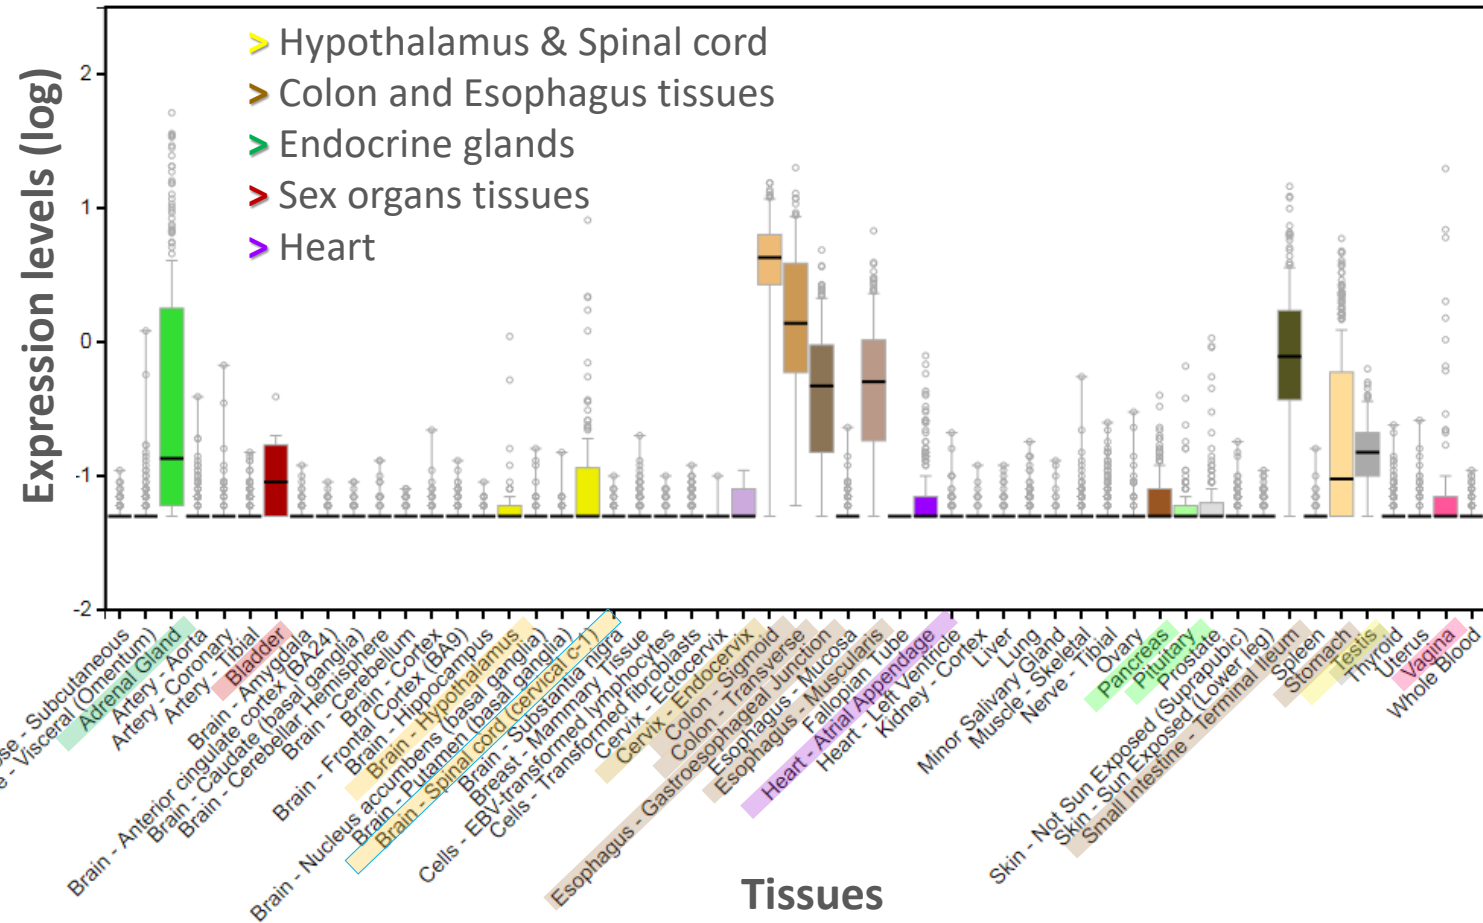 > Hypothalamus & Spinal cord
> Colon and Esophagus tissues
> Endocrine glands
> Sex organs tissues
> Heart
Expression levels (log)
2
1
0
-1
-2
ose - Subcutaneous
e - Visceral (Omentum)
Adrenal Gland
Artery - Aorta
Artery - Coronary
Artery - Tibial
Bladder
Brain - Amygdala
Brain - Anterior cingulate cortex (BA24)
Brain - Caudate (basal ganglia)
Brain - Cerebellar Hemisphere
Brain - Cerebellum
Brain - Cortex
Brain - Frontal Cortex (BA9)
Brain - Hippocampus
Brain - Hypothalamus
Brain - Nucleus accumbens (basal ganglia)
Brain - Putamen (basal ganglia)
Brain - Spinal cord (cervical c-1)
Brain - Substantia nigra
Breast - Mammary Tissue
Cells - EBV-transformed lymphocytes
Cells - Transformed fibroblasts
Cervix - Ectocervix
Cervix - Endocervix
Colon - Sigmoid
Colon - Transverse
Esophagus - Gastroesophageal Junction
Esophagus - Mucosa
Esophagus - Muscularis
Fallopian Tube
Heart - Atrial Appendage
Heart - Left Ventricle
Kidney - Cortex
Liver
Lung
Minor Salivary Gland
Muscle - Skeletal
Nerve - Tibial
Ovary
Pancreas
Pituitary
Prostate
Skin - Not Sun Exposed (Suprapubic)
Skin - Sun Exposed (Lower leg)
Small Intestine - Terminal Ileum
Spleen
Stomach
Testis
Thyroid
Uterus
Vagina
Whole Blood
Tissues